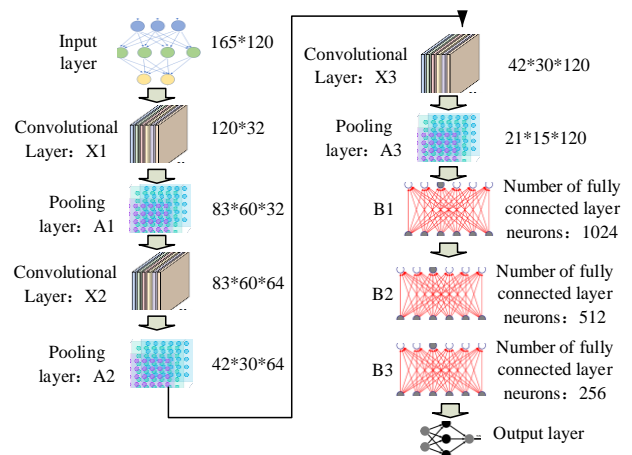 Input
layer
165*120
Convolutional
Layer：X1
120*32
Pooling
layer：A1
83*60*32
Convolutional
Layer：X2
83*60*64
Pooling
layer：A2
42*30*64
Convolutional
Layer：X3
42*30*120
Pooling
layer：A3
21*15*120
B1
Number of fully
connected layer
neurons：1024
B2
Number of fully
connected layer
neurons：512
B3
Number of fully
connected layer
neurons：256
Output layer